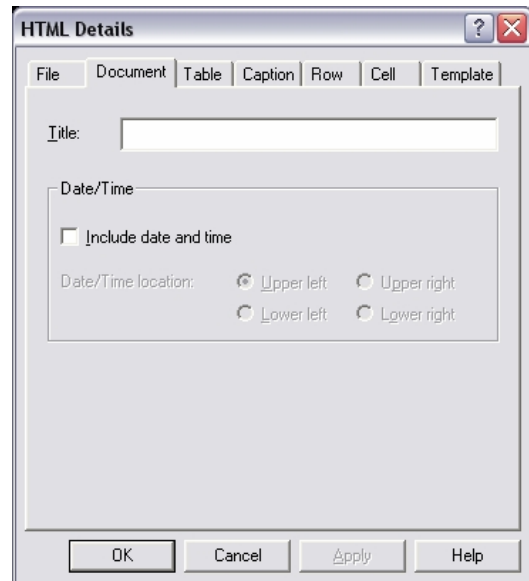 HTML Details
File Document Table Caption Row Cell Template
Title:
Date/Time
Include date and time
Date/Time location: Upper left Upper right
Lower left Lower right
OK Cancel Apply Help